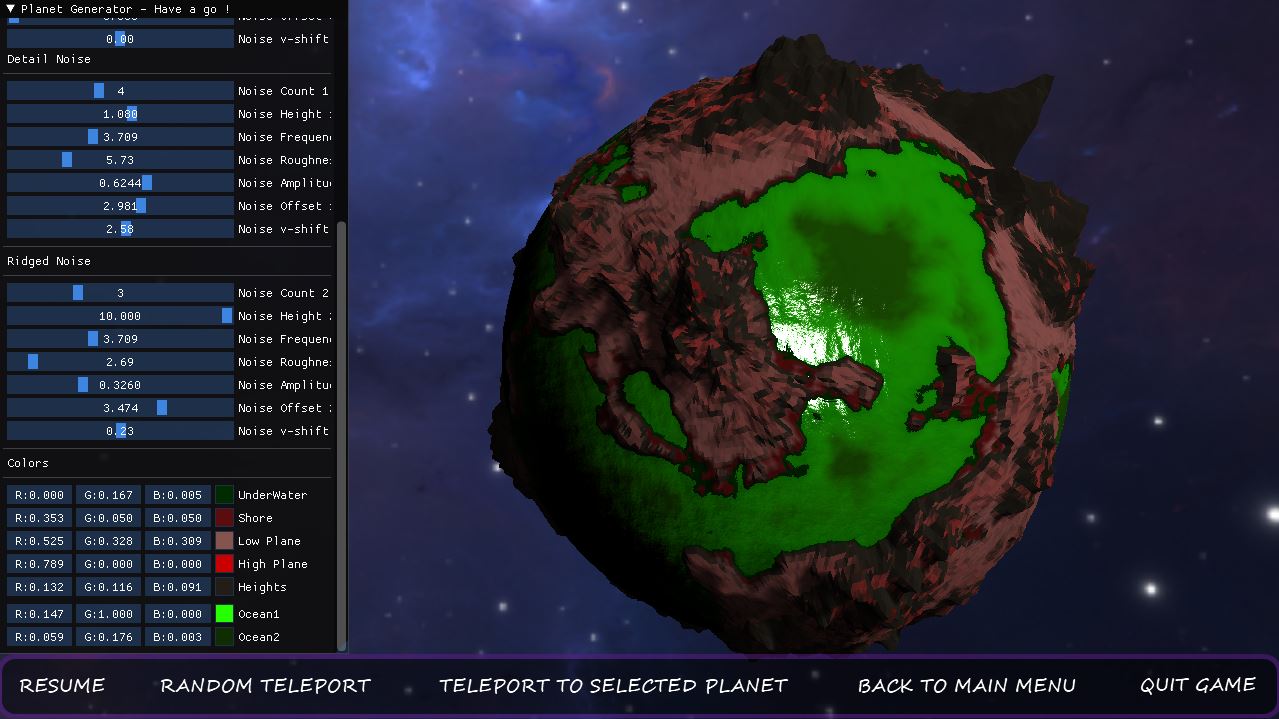 ▼ Planet Generator - Have a go !
0.00 Noise v-shift
Detail Noise
4 Noise Count 1
1.080 Noise Height
3.709 Noise Frequen
5.73 Noise Roughne
0.6244 Noise Amplitu
2.981 Noise Offset
2.58 Noise v-shift
Ridged Noise
3 Noise Count 2
10.000 Noise Height
3.709 Noise Frequen
2.69 Noise Roughne
0.3260 Noise Amplitu
3.474 Noise Offset
0.23 Noise v-shift
Colors
R:0.000 G:0.167 B:0.005 UnderWater
R:0.353 G:0.050 B:0.050 Shore
R:0.525 G:0.328 B:0.309 Low Plane
R:0.789 G:0.000 B:0.000 High Plane
R:0.132 G:0.116 B:0.091 Heights
R:0.147 G:1.000 B:0.000 Ocean1
R:0.059 G:0.176 B:0.003 Ocean2
RESUME RANDOM TELEPORT TELEPORT TO SELECTED PLANET BACK TO MAIN MENU QUIT GAME